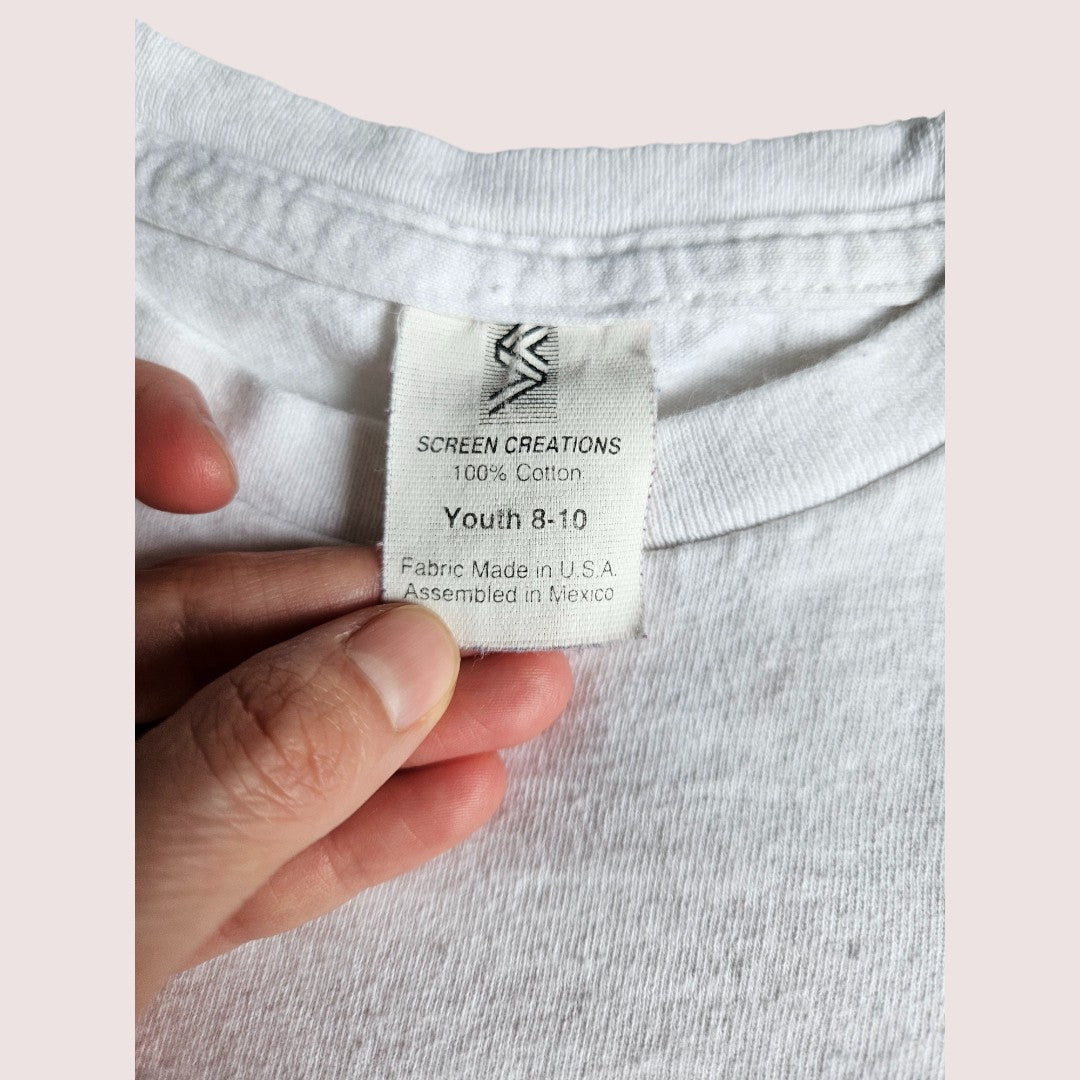 SCREEN CREATIONS
100% Cotton
Youth 8-10
Fabric Made in U.S.A.
Assembled in Mexico